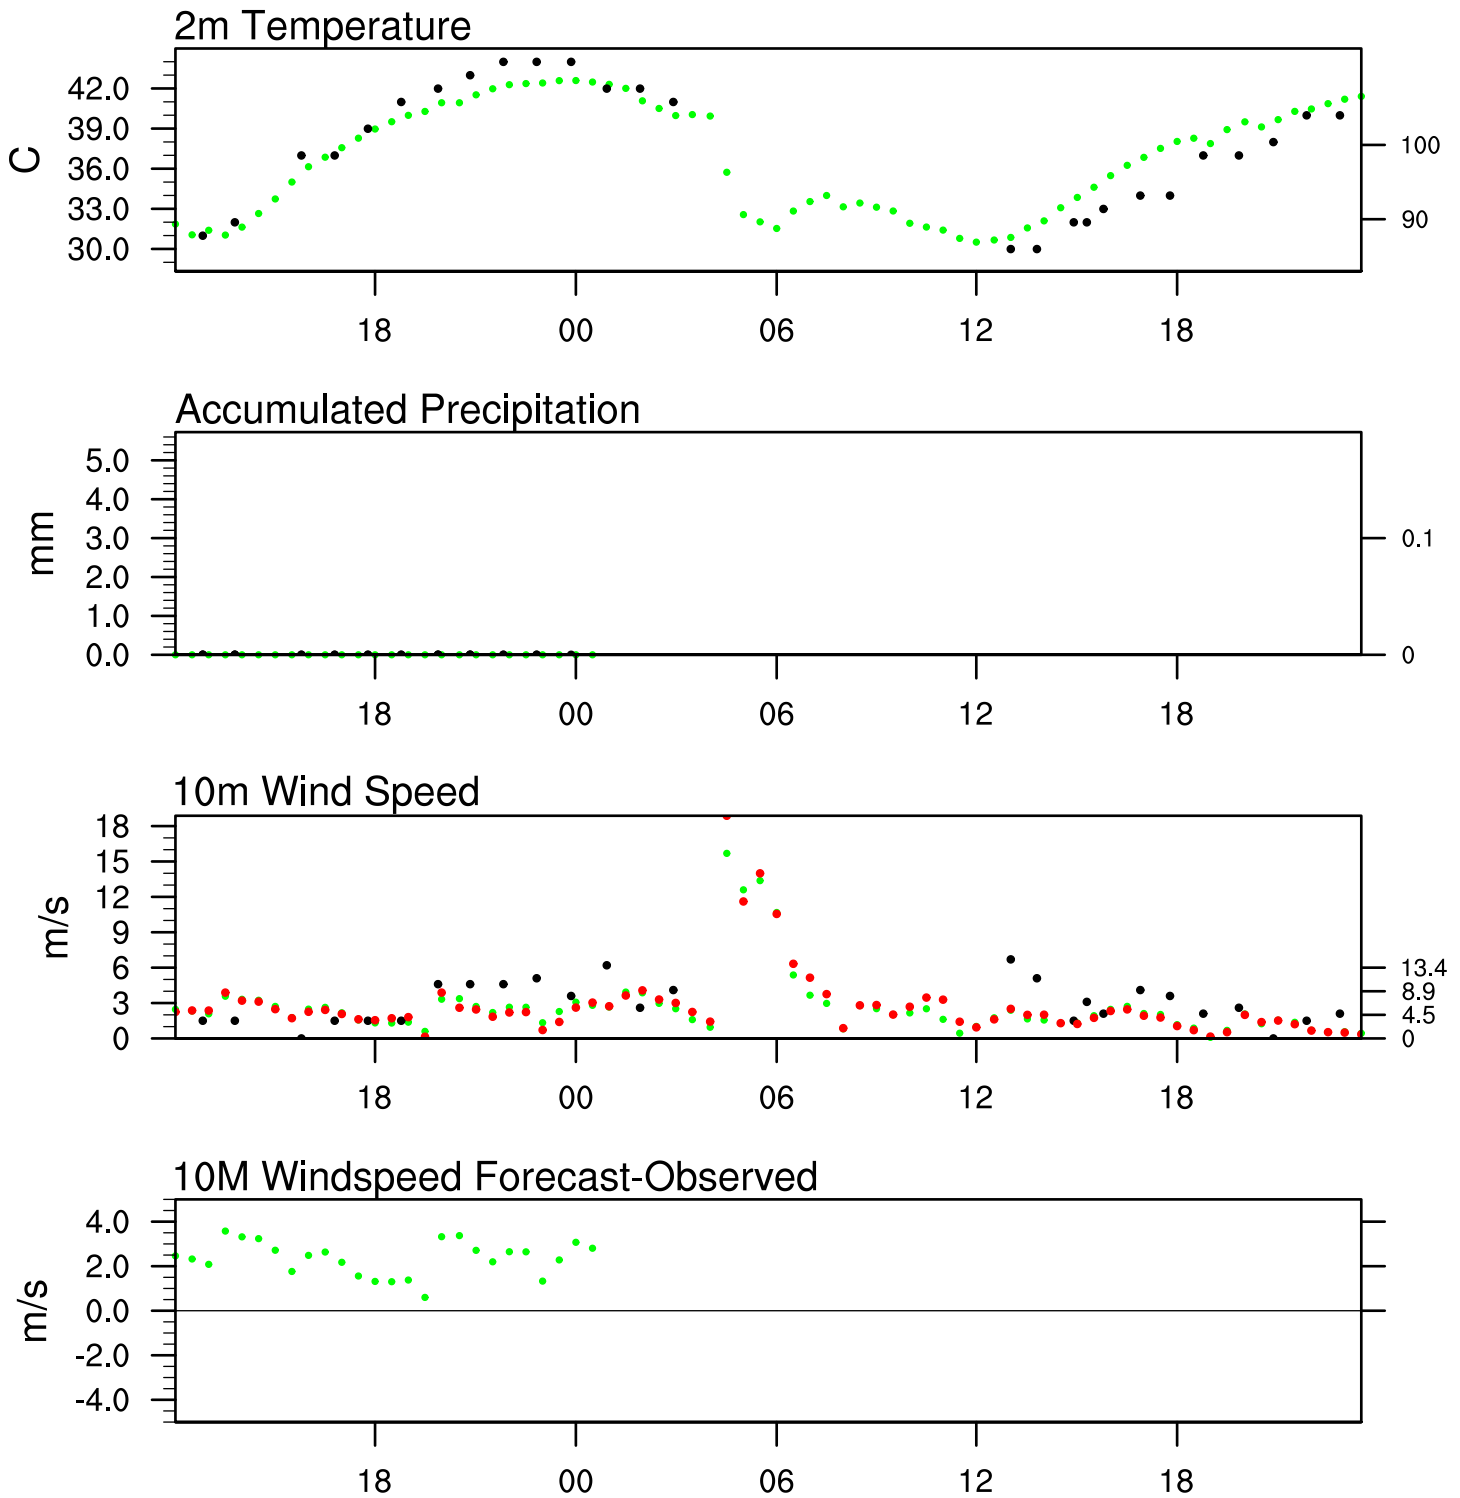 2m Temperature
C
42.0
39.0
36.0
33.0
30.0
100
90
18 00 06 12 18
Accumulated Precipitation
mm
5.0
4.0
3.0
2.0
1.0
0.0
0.1
0
18 00 06 12 18
10m Wind Speed
m/s
18
15
12
9
6
3
0
13.4
8.9
4.5
0
18 00 06 12 18
10M Windspeed Forecast-Observed
m/s
4.0
2.0
0.0
-2.0
-4.0
18 00 06 12 18